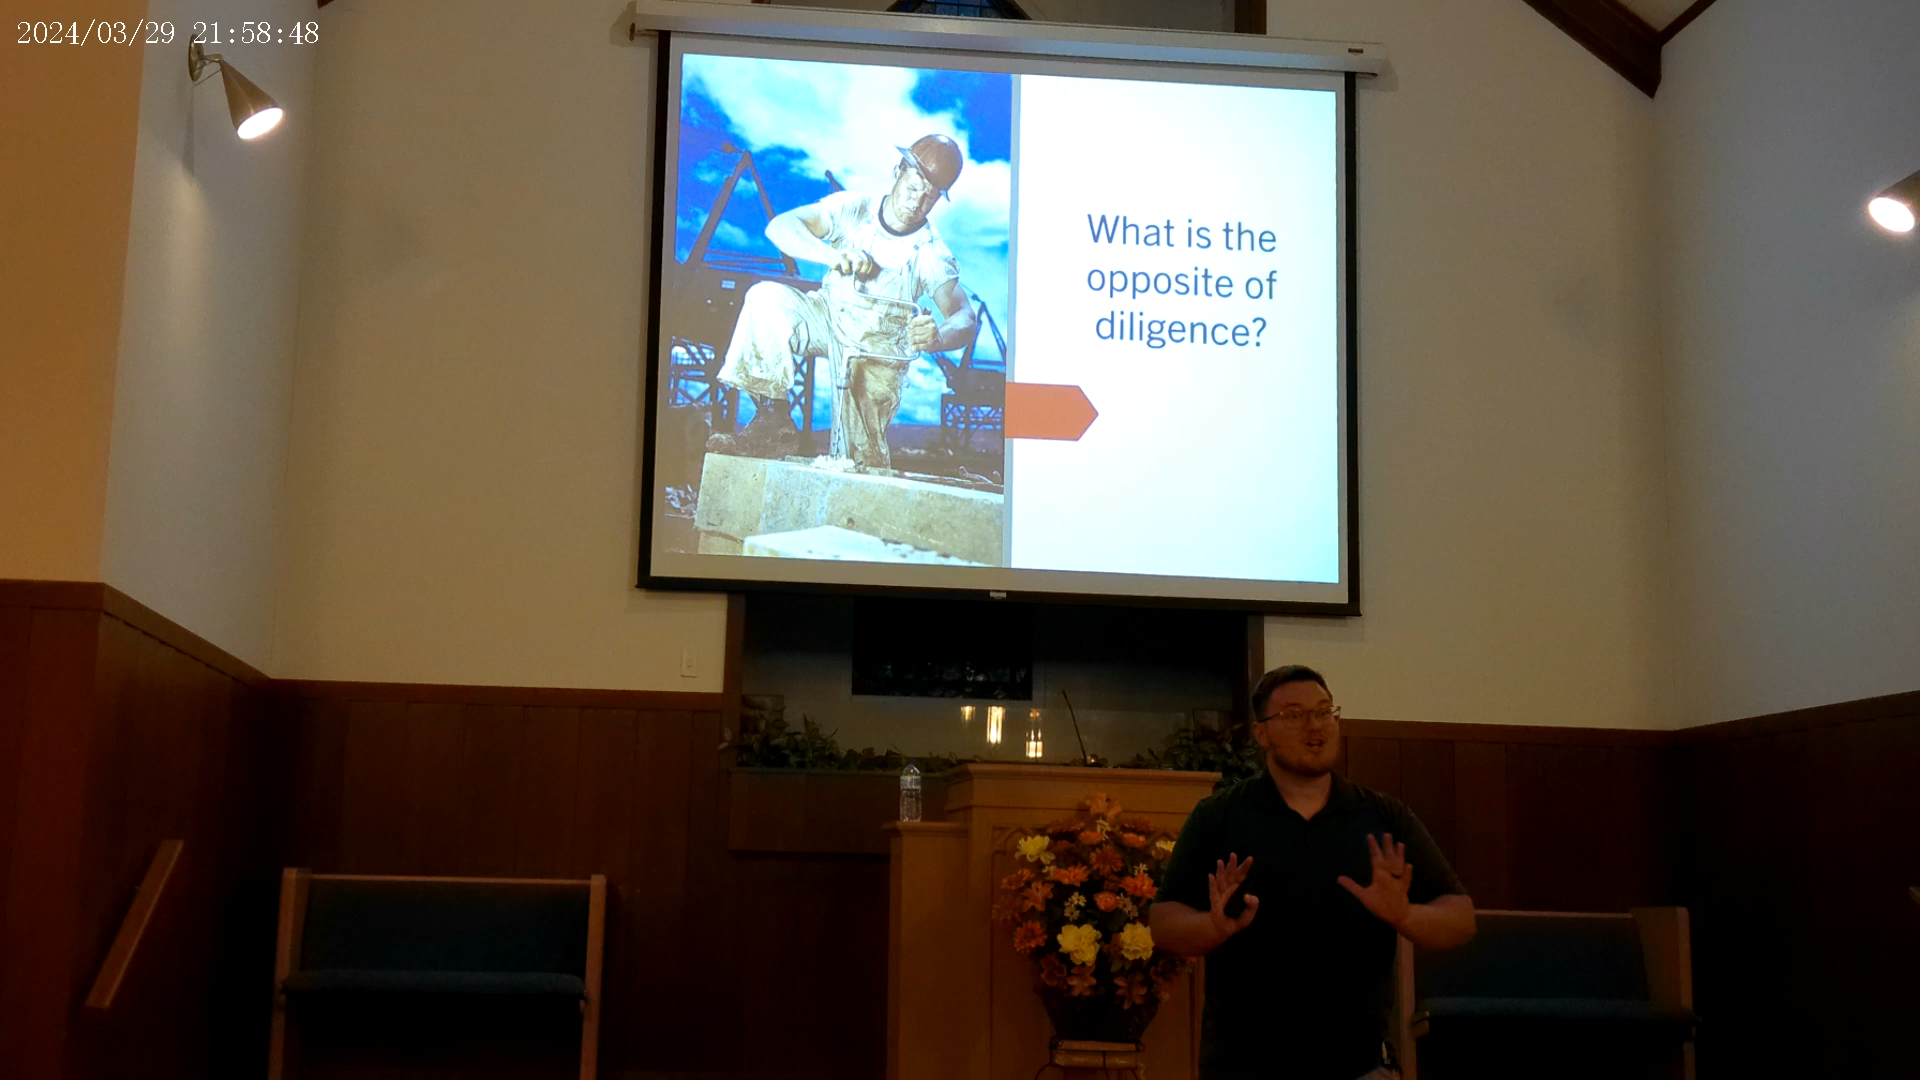 2024/03/29 21:58:48
What is the
opposite of
diligence?